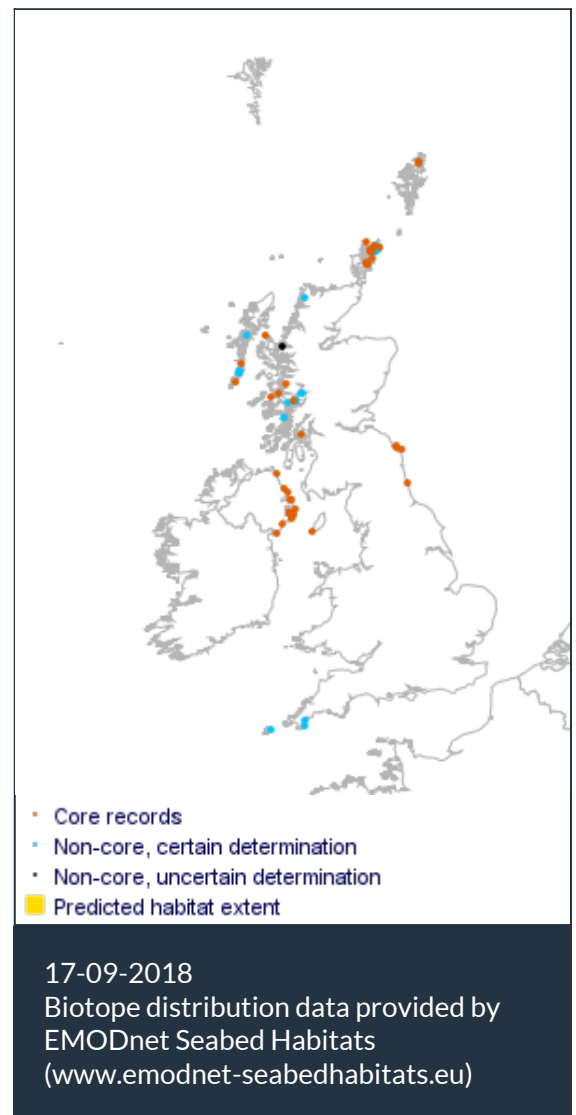 Core records
Non-core, certain determination
Non-core, uncertain determination
Predicted habitat extent
17-09-2018
Biotope distribution data provided by
EMODnet Seabed Habitats
(www.emodnet-seabedhabitats.eu)